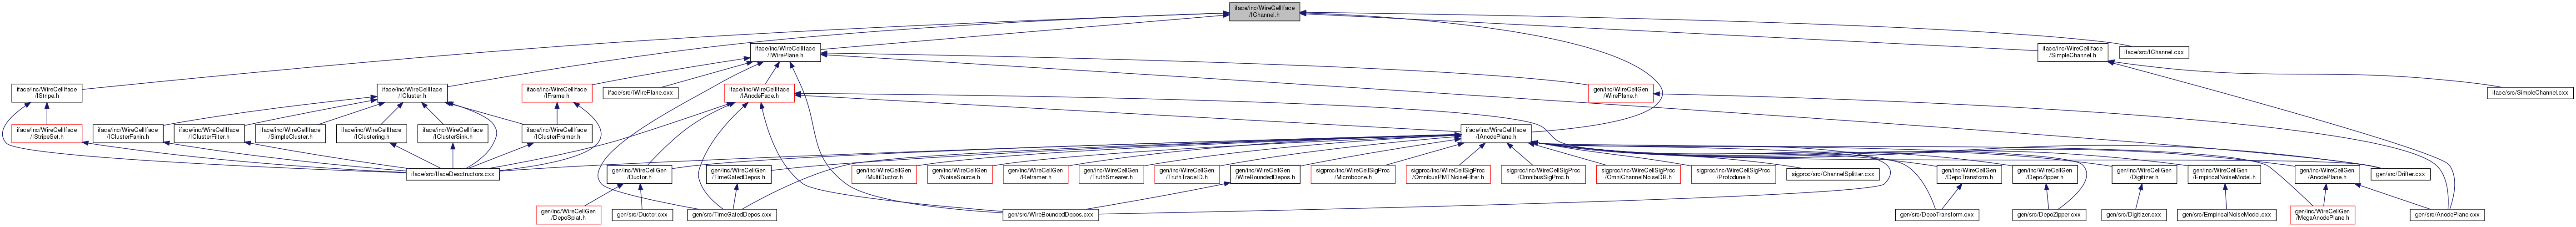 iface/inc/WireCellIface
/IChannel.h
iface/inc/WireCellIface
/IWirePlane.h
iface/inc/WireCellIface
/SimpleChannel.h
iface/src/IChannel.cxx
iface/inc/WireCellIface
/IStripe.h
iface/inc/WireCellIface
/ICluster.h
iface/inc/WireCellIface
/IFrame.h
iface/src/IWirePlane.cxx
iface/inc/WireCellIface
/IAnodeFace.h
gen/inc/WireCellGen
/WirePlane.h
iface/src/SimpleChannel.cxx
iface/inc/WireCellIface
/IStripeSet.h
iface/inc/WireCellIface
/IClusterFanin.h
iface/inc/WireCellIface
/IClusterFilter.h
iface/inc/WireCellIface
/SimpleCluster.h
iface/inc/WireCellIface
/IClustering.h
iface/inc/WireCellIface
/IClusterSink.h
iface/inc/WireCellIface
/IClusterFramer.h
iface/inc/WireCellIface
/IAnodePlane.h
iface/src/IfaceDesctructors.cxx
gen/inc/WireCellGen
/Ductor.h
gen/inc/WireCellGen
/TimeGatedDepos.h
gen/inc/WireCellGen
/MultiDuctor.h
gen/inc/WireCellGen
/NoiseSource.h
gen/inc/WireCellGen
/Reframer.h
gen/inc/WireCellGen
/TruthSmearer.h
gen/inc/WireCellGen
/TruthTraceID.h
gen/inc/WireCellGen
/WireBoundedDepos.h
sigproc/inc/WireCellSigProc
/Microboone.h
sigproc/inc/WireCellSigProc
/OmnibusPMTNoiseFilter.h
sigproc/inc/WireCellSigProc
/OmnibusSigProc.h
sigproc/inc/WireCellSigProc
/OmniChannelNoiseDB.h
sigproc/inc/WireCellSigProc
/Protodune.h
sigproc/src/ChannelSplitter.cxx
gen/inc/WireCellGen
/DepoTransform.h
gen/inc/WireCellGen
/DepoZipper.h
gen/inc/WireCellGen
/Digitizer.h
gen/inc/WireCellGen
/EmpiricalNoiseModel.h
gen/inc/WireCellGen
/AnodePlane.h
gen/src/Drifter.cxx
gen/inc/WireCellGen
/DepoSplat.h
gen/src/Ductor.cxx
gen/src/TimeGatedDepos.cxx
gen/src/WireBoundedDepos.cxx
gen/src/DepoTransform.cxx
gen/src/DepoZipper.cxx
gen/src/Digitizer.cxx
gen/src/EmpiricalNoiseModel.cxx
gen/inc/WireCellGen
/MegaAnodePlane.h
gen/src/AnodePlane.cxx